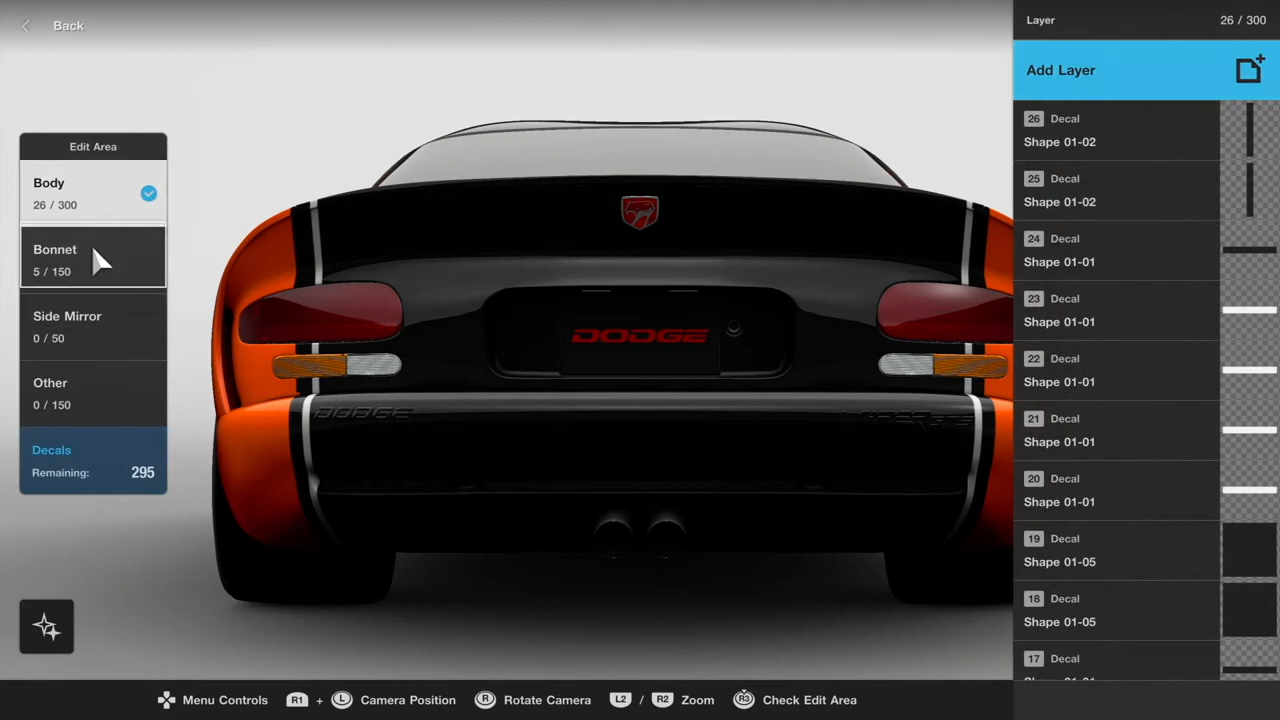 Back
Layer 26 / 300
Add Layer
Edit Area
Body
26 / 300
Bonnet
5 / 150
Side Mirror
0 / 50
Other
0 / 150
Decals
Remaining: 295
26 Decal
Shape 01-02
25 Decal
Shape 01-02
24 Decal
Shape 01-01
23 Decal
Shape 01-01
22 Decal
Shape 01-01
21 Decal
Shape 01-01
20 Decal
Shape 01-01
19 Decal
Shape 01-05
18 Decal
Shape 01-05
17 Decal
DODGE
DODGE
Menu Controls R1 + L Camera Position R Rotate Camera L2 / R2 Zoom R3 Check Edit Area